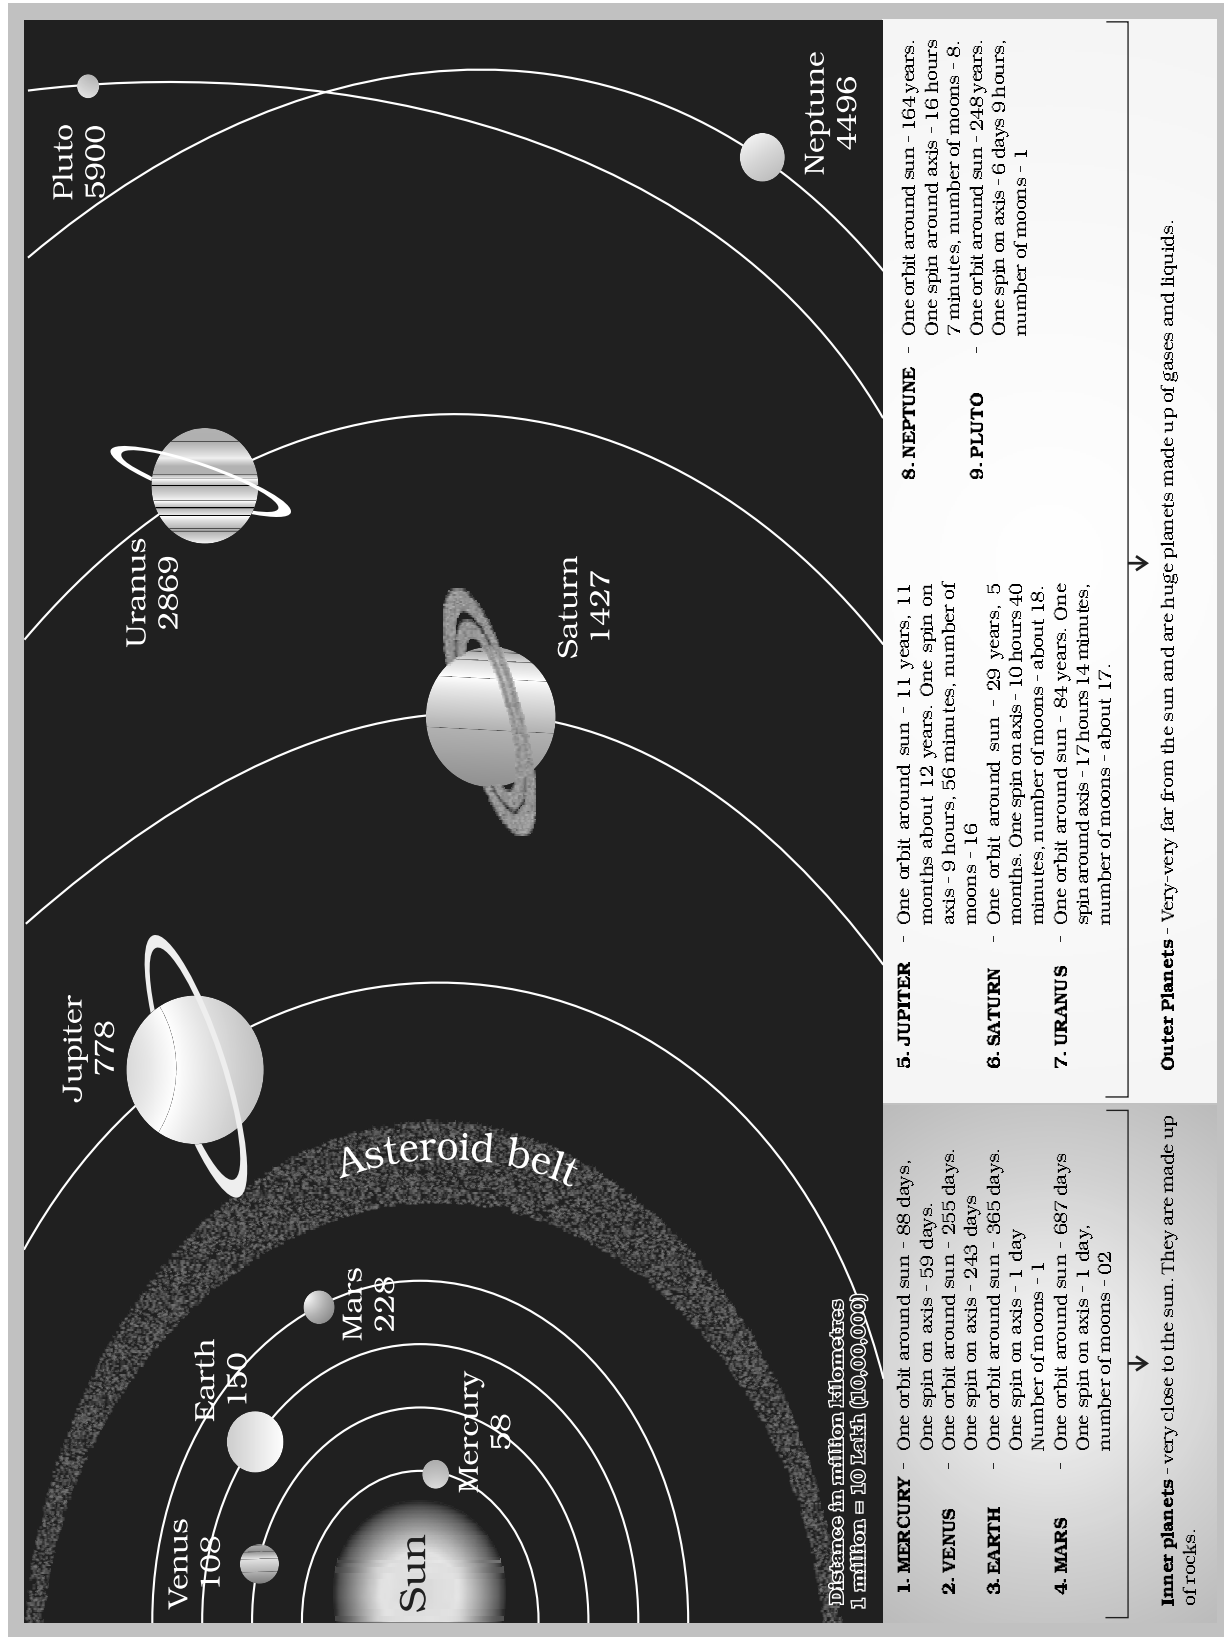 Sun
Mercury
58
Venus
108
Earth
150
Mars
228
Asteroid belt
Jupiter
778
Saturn
1427
Uranus
2869
Neptune
4496
Pluto
5900
Distance in million kilometres
1 million = 10 Lakh (10,00,000)
1. MERCURY - One orbit around sun - 88 days,
One spin on axis - 59 days.
2. VENUS - One orbit around sun - 255 days.
One spin on axis - 243 days
3. EARTH - One orbit around sun - 365 days.
One spin on axis - 1 day
Number of moons - 1
4. MARS - One orbit around sun - 687 days
One spin on axis - 1 day,
number of moons - 02
Inner planets - very close to the sun. They are made up
of rocks.
5. JUPITER - One orbit around sun - 11 years, 11
months about 12 years. One spin on
axis - 9 hours, 56 minutes, number of
moons - 16
6. SATURN - One orbit around sun - 29 years, 5
months. One spin on axis - 10 hours 40
minutes, number of moons - about 18.
7. URANUS - One orbit around sun - 84 years. One
spin around axis - 17 hours 14 minutes,
number of moons - about 17.
8. NEPTUNE - One orbit around sun - 164 years.
One spin around axis - 16 hours
7 minutes, number of moons - 8.
9. PLUTO - One orbit around sun - 248 years.
One spin on axis - 6 days 9 hours,
number of moons - 1
Outer Planets - Very-very far from the sun and are huge planets made up of gases and liquids.